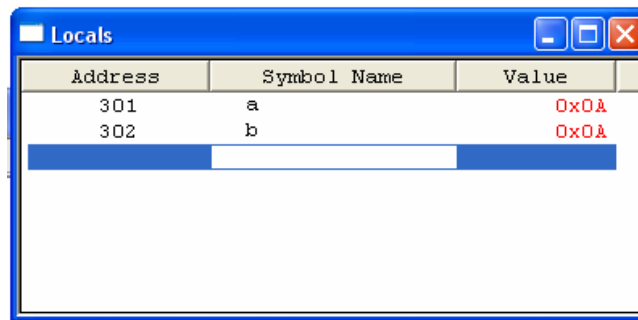 Locals
Address Symbol Name Value
301 a 0x0A
302 b 0x0A